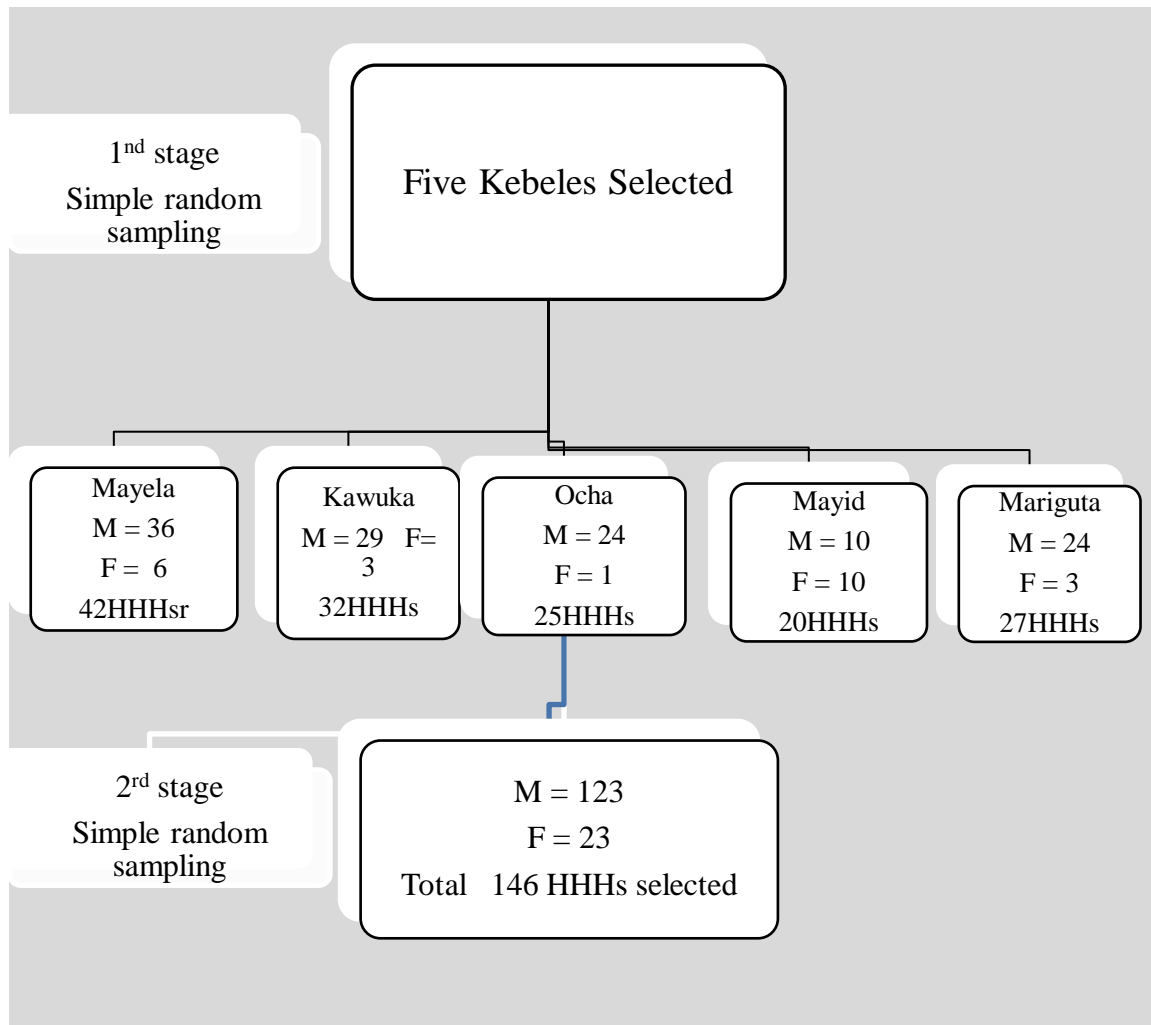 1nd stage
Simple random
sampling
Five Kebeles Selected
Mayela
M = 36
F = 6
42HHHsr
Kawuka
M = 29 F=
3
32HHHs
Ocha
M = 24
F = 1
25HHHs
Mayid
M = 10
F = 10
20HHHs
Mariguta
M = 24
F = 3
27HHHs
2rd stage
Simple random
sampling
M = 123
F = 23
Total 146 HHHs selected